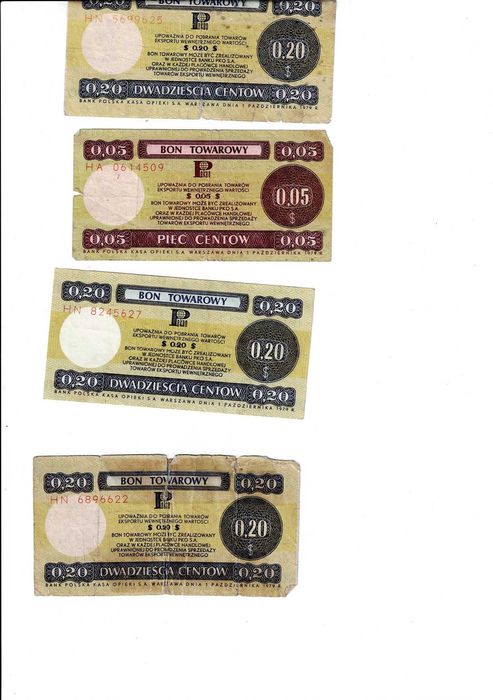 HN 5699625
P
PKO
UPOWAŻNIA DO POBRANIA TOWARÓW
EKSPORTU WEWNĘTRZNEGO WARTOŚCI
$ 0.20 $
BON TOWAROWY MOŻE BYĆ ZREALIZOWANY
W JEDNOSTCE BANKU PKO S.A.
ORAZ W KAŻDEJ PLACÓWCE HANDLOWEJ
UPRAWNIONEJ DO PROWADZENIA SPRZEDAŻY
TOWARÓW EKSPORTU WEWNĘTRZNEGO
0,20
$
0,20 DWADZIEŚCIA CENTÓW 0,20
BANK POLSKA KASA OPIEKI S.A. WARSZAWA DNIA 1 PAŹDZIERNIKA 1979 R.
0,05 BON TOWAROWY 0,05
HA 0614509
P
PKO
UPOWAŻNIA DO POBRANIA TOWARÓW
EKSPORTU WEWNĘTRZNEGO WARTOŚCI
$ 0.05 $
BON TOWAROWY MOŻE BYĆ ZREALIZOWANY
W JEDNOSTCE BANKU PKO S.A.
ORAZ W KAŻDEJ PLACÓWCE HANDLOWEJ
UPRAWNIONEJ DO PROWADZENIA SPRZEDAŻY
TOWARÓW EKSPORTU WEWNĘTRZNEGO
0,05
$
0,05 PIĘĆ CENTÓW 0,05
BANK POLSKA KASA OPIEKI S.A. WARSZAWA DNIA 1 PAŹDZIERNIKA 1979 R.
0,20 BON TOWAROWY 0,20
HN 8245627
P
PKO
UPOWAŻNIA DO POBRANIA TOWARÓW
EKSPORTU WEWNĘTRZNEGO WARTOŚCI
$ 0.20 $
BON TOWAROWY MOŻE BYĆ ZREALIZOWANY
W JEDNOSTCE BANKU PKO S.A.
ORAZ W KAŻDEJ PLACÓWCE HANDLOWEJ
UPRAWNIONEJ DO PROWADZENIA SPRZEDAŻY
TOWARÓW EKSPORTU WEWNĘTRZNEGO
0,20
$
0,20 DWADZIEŚCIA CENTÓW 0,20
BANK POLSKA KASA OPIEKI S.A. WARSZAWA DNIA 1 PAŹDZIERNIKA 1979 R.
0,20 BON TOWAROWY 0,20
HN 6896622
P
PKO
UPOWAŻNIA DO POBRANIA TOWARÓW
EKSPORTU WEWNĘTRZNEGO WARTOŚCI
$ 0.20 $
BON TOWAROWY MOŻE BYĆ ZREALIZOWANY
W JEDNOSTCE BANKU PKO S.A.
ORAZ W KAŻDEJ PLACÓWCE HANDLOWEJ
UPRAWNIONEJ DO PROWADZENIA SPRZEDAŻY
TOWARÓW EKSPORTU WEWNĘTRZNEGO
0,20
$
0,20 DWADZIEŚCIA CENTÓW 0,20
BANK POLSKA KASA OPIEKI S.A. WARSZAWA DNIA 1 PAŹDZIERNIKA 1979 R.